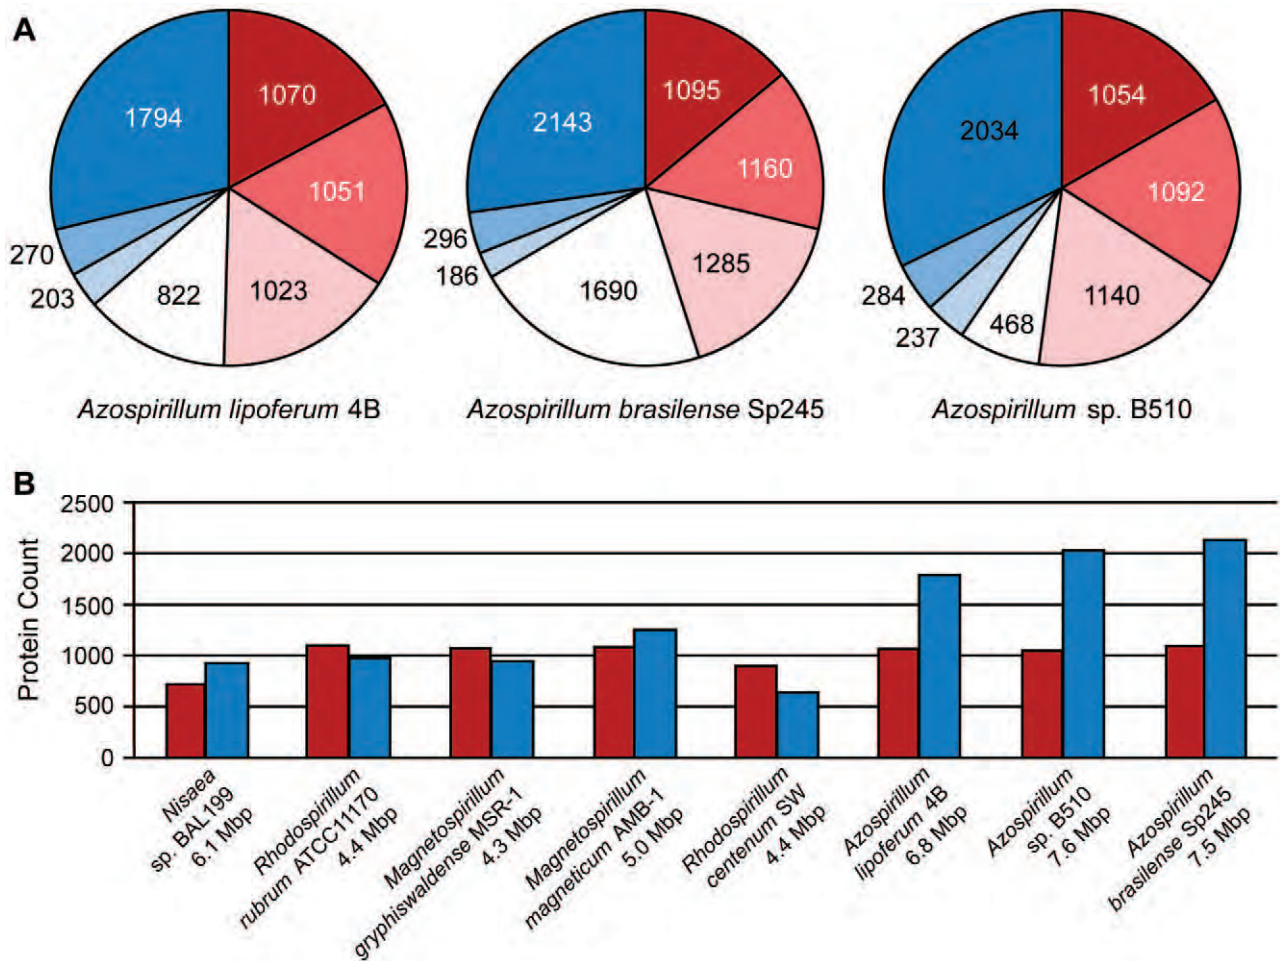 A
1794
1070
1051
1023
822
203
270
Azospirillum lipoferum 4B
2143
1095
1160
1285
1690
186
296
Azospirillum brasilense Sp245
2034
1054
1092
1140
468
237
284
Azospirillum sp. B510
B
Protein Count
2500
2000
1500
1000
500
0
Nisaea
sp. BAL199
6.1 Mbp
Rhodospirillum
rubrum ATCC11170
4.4 Mbp
Magnetospirillum
gryphiswaldense MSR-1
4.3 Mbp
Magnetospirillum
magneticum AMB-1
5.0 Mbp
Rhodospirillum
centenum SW
4.4 Mbp
Azospirillum
lipoferum 4B
6.8 Mbp
Azospirillum
sp. B510
7.6 Mbp
Azospirillum
brasilense Sp245
7.5 Mbp